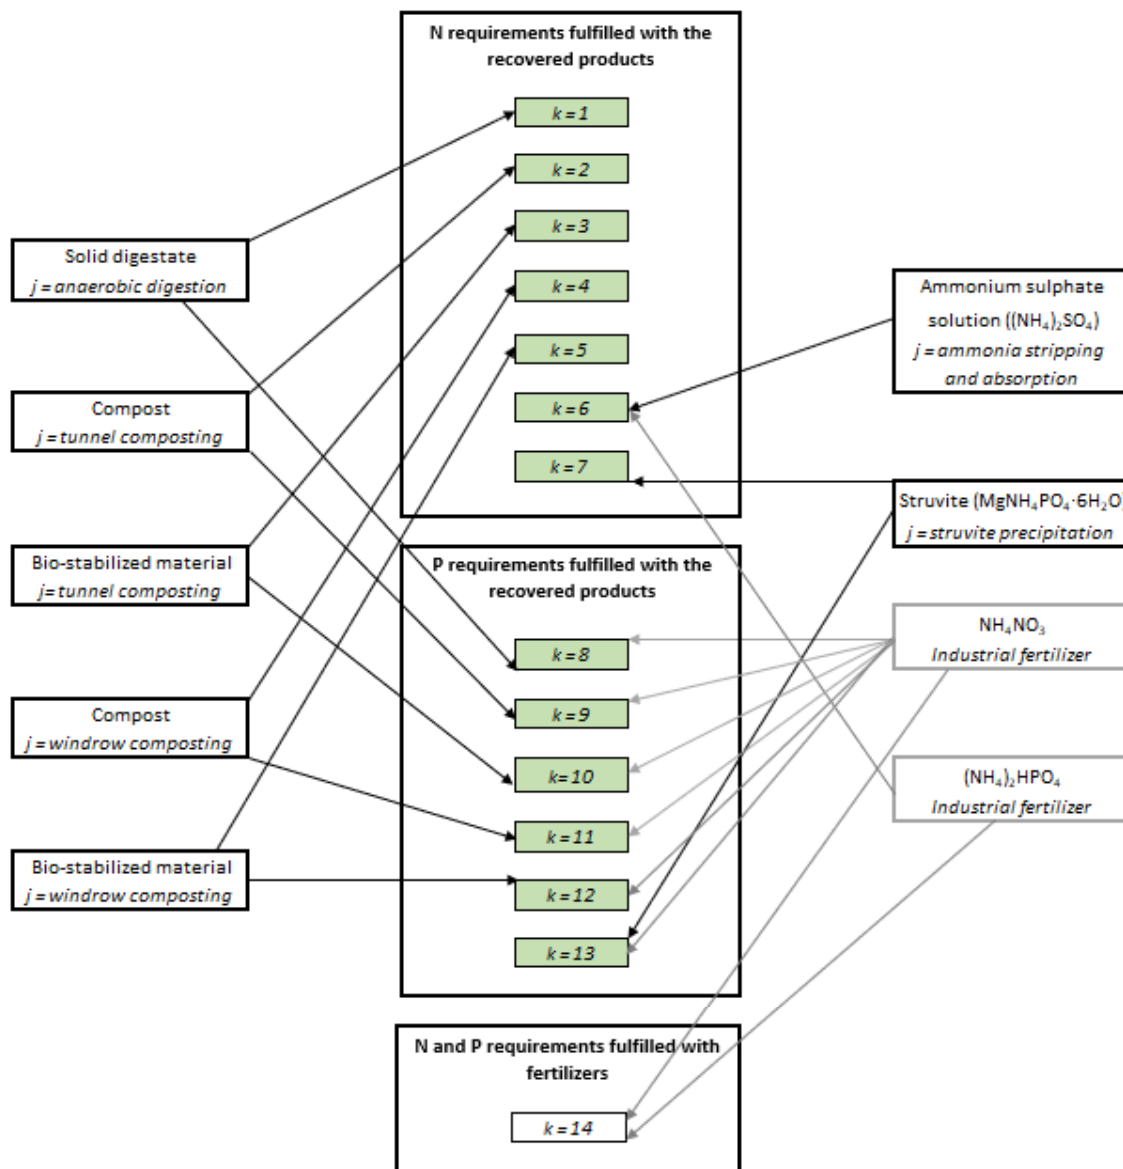 N requirements fulfilled with the
recovered products
k = 1
k = 2
k = 3
k = 4
k = 5
k = 6
k = 7
Solid digestate
j = anaerobic digestion
Compost
j = tunnel composting
Bio-stabilized material
j= tunnel composting
Compost
j = windrow composting
Bio-stabilized material
j = windrow composting
P requirements fulfilled with the
recovered products
k = 8
k = 9
k= 10
k = 11
k = 12
k = 13
N and P requirements fulfilled with
fertilizers
k = 14
Ammonium sulphate
solution ((NH₄)₂SO₄)
j = ammonia stripping
and absorption
Struvite (MgNH₄PO₄·6H₂O)
j = struvite precipitation
NH₄NO₃
Industrial fertilizer
(NH₄)₂HPO₄
Industrial fertilizer